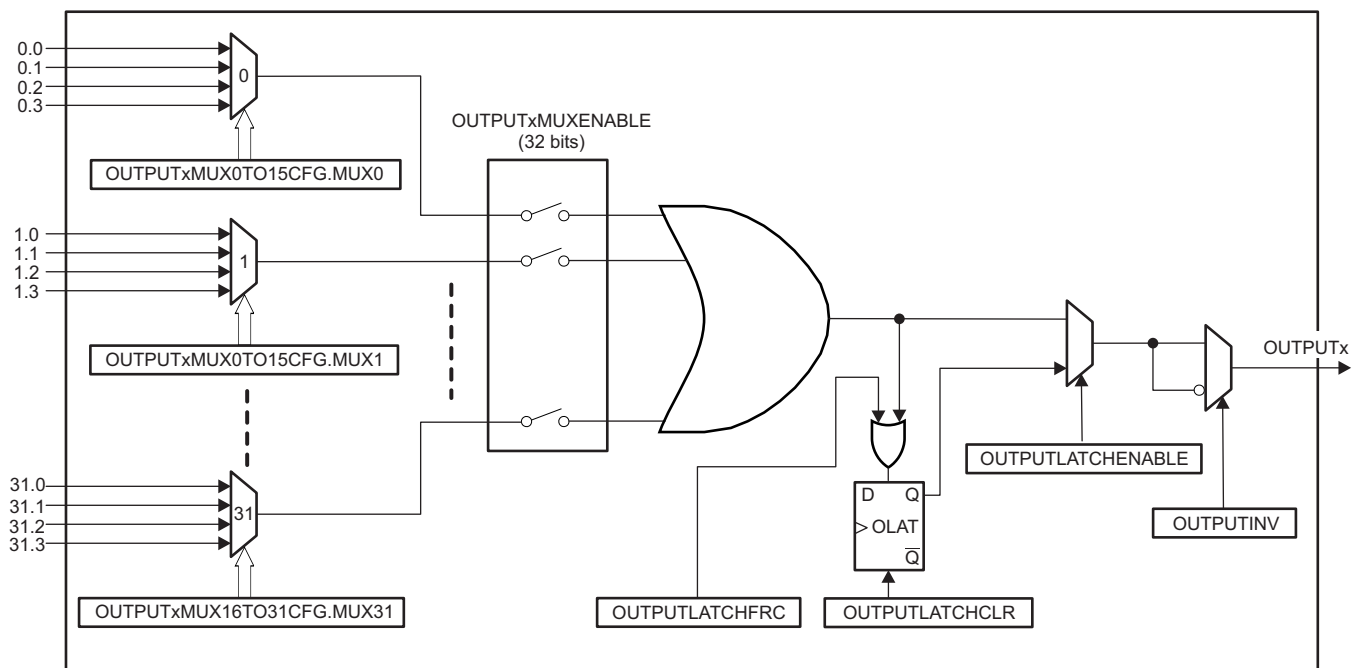 0.0
0.1
0.2
0.3
0
OUTPUTxMUX0TO15CFG.MUX0
OUTPUTxMUXENABLE
(32 bits)
1.0
1.1
1.2
1.3
1
OUTPUTxMUX0TO15CFG.MUX1
31.0
31.1
31.2
31.3
31
OUTPUTxMUX16TO31CFG.MUX31
OUTPUTLATCHFRC
D Q
OLAT
Q
OUTPUTLATCHCLR
OUTPUTLATCHENABLE
OUTPUTINV
OUTPUTx